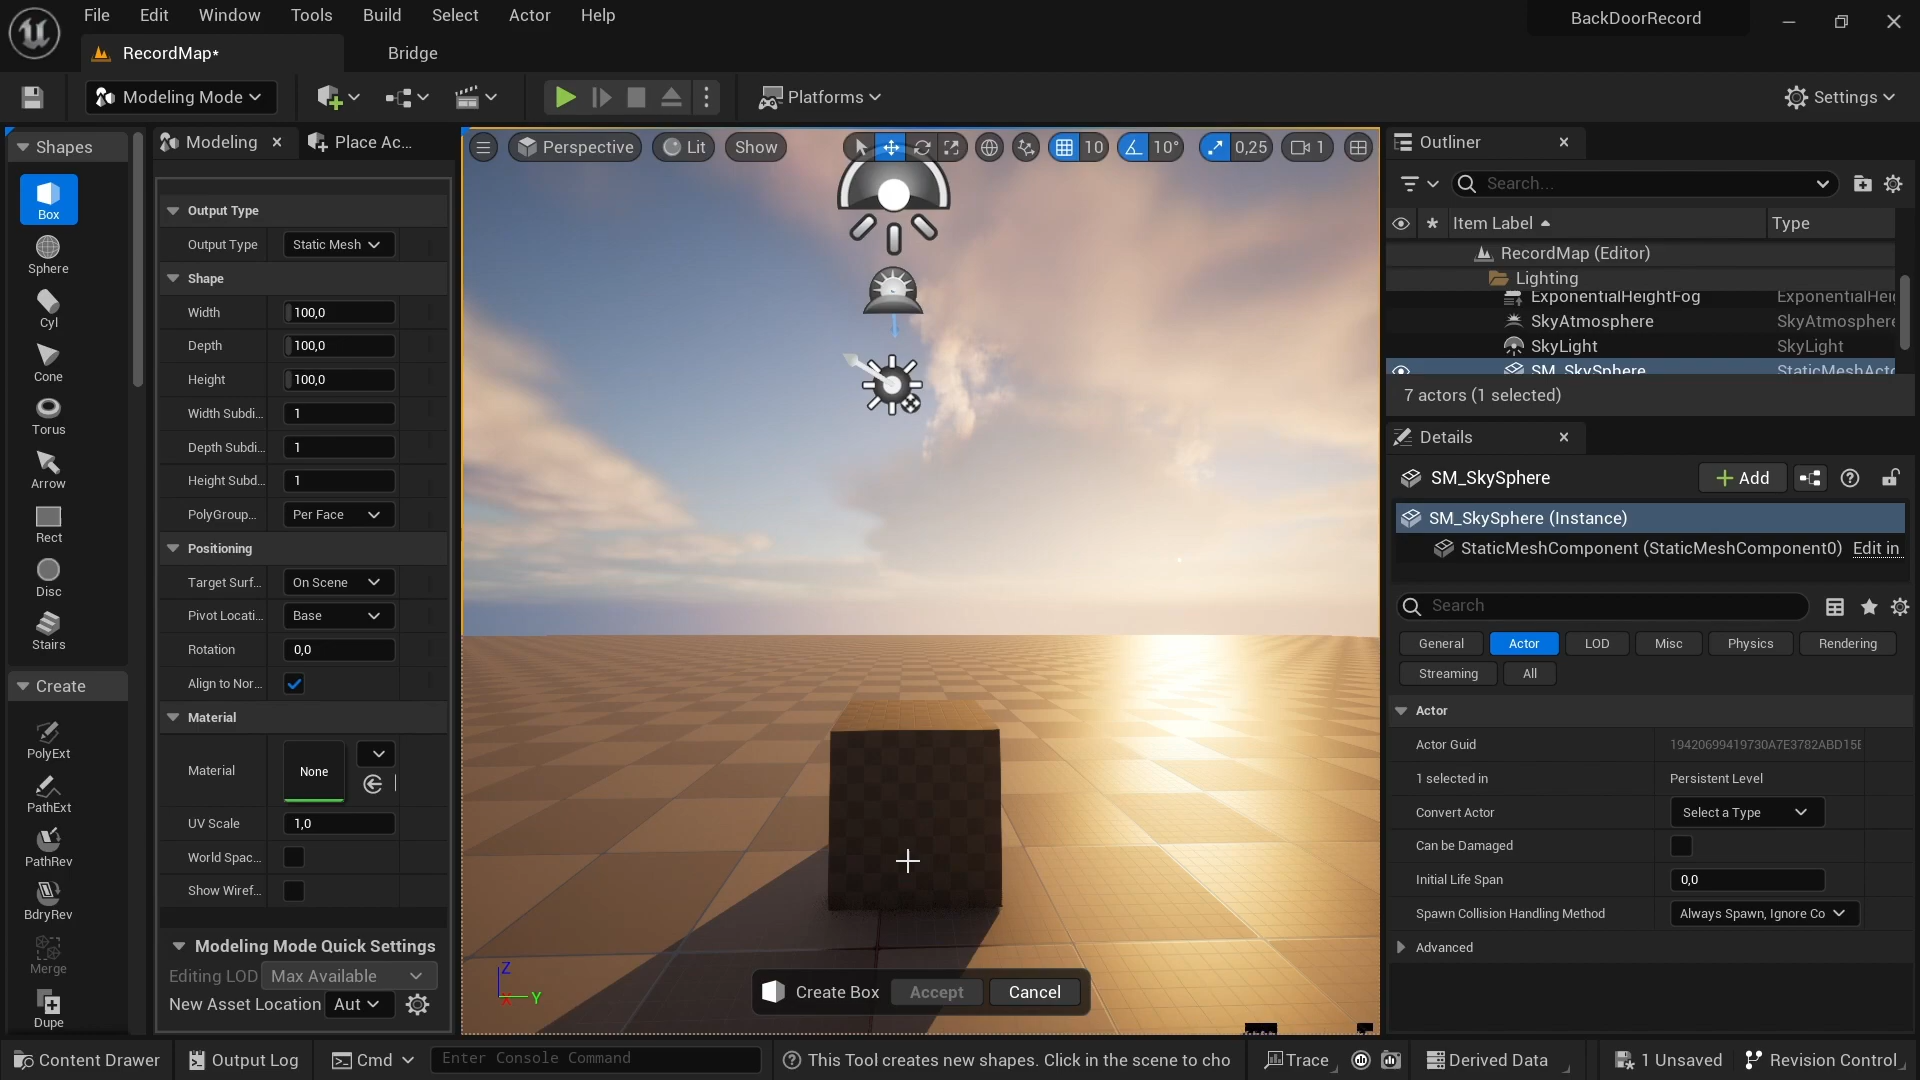 File Edit Window Tools Build Select Actor Help
BackDoorRecord
RecordMap*
Bridge
Modeling Mode
Platforms
Settings
Shapes
Box
Sphere
Cyl
Cone
Torus
Arrow
Rect
Disc
Stairs
Create
PolyExt
PathExt
PathRev
BdryRev
Merge
Dupe
Modeling
Place Ac...
Output Type
Output Type Static Mesh
Shape
Width 100,0
Depth 100,0
Height 100,0
Width Subdi... 1
Depth Subdi... 1
Height Subd... 1
PolyGroup... Per Face
Positioning
Target Surf... On Scene
Pivot Locati... Base
Rotation 0,0
Align to Nor...
Material
Material None
UV Scale 1,0
World Spac...
Show Wiref...
Modeling Mode Quick Settings
Editing LOD Max Available
New Asset Location Aut
Perspective Lit Show 10 10° 0,25 1
Z
X Y
Create Box Accept Cancel
Outliner
Search...
Item Label Type
RecordMap (Editor)
Lighting
ExponentialHeightFog ExponentialHei
SkyAtmosphere SkyAtmosphere
SkyLight SkyLight
SM_SkySphere StaticMeshActo
7 actors (1 selected)
Details
SM_SkySphere
Add
SM_SkySphere (Instance)
StaticMeshComponent (StaticMeshComponent0) Edit in
Search
General Actor LOD Misc Physics Rendering
Streaming All
Actor
Actor Guid 19420699419730A7E3782ABD15E
1 selected in Persistent Level
Convert Actor Select a Type
Can be Damaged
Initial Life Span 0,0
Spawn Collision Handling Method Always Spawn, Ignore Co
Advanced
Content Drawer Output Log Cmd Enter Console Command This Tool creates new shapes. Click in the scene to cho Trace Derived Data 1 Unsaved Revision Control